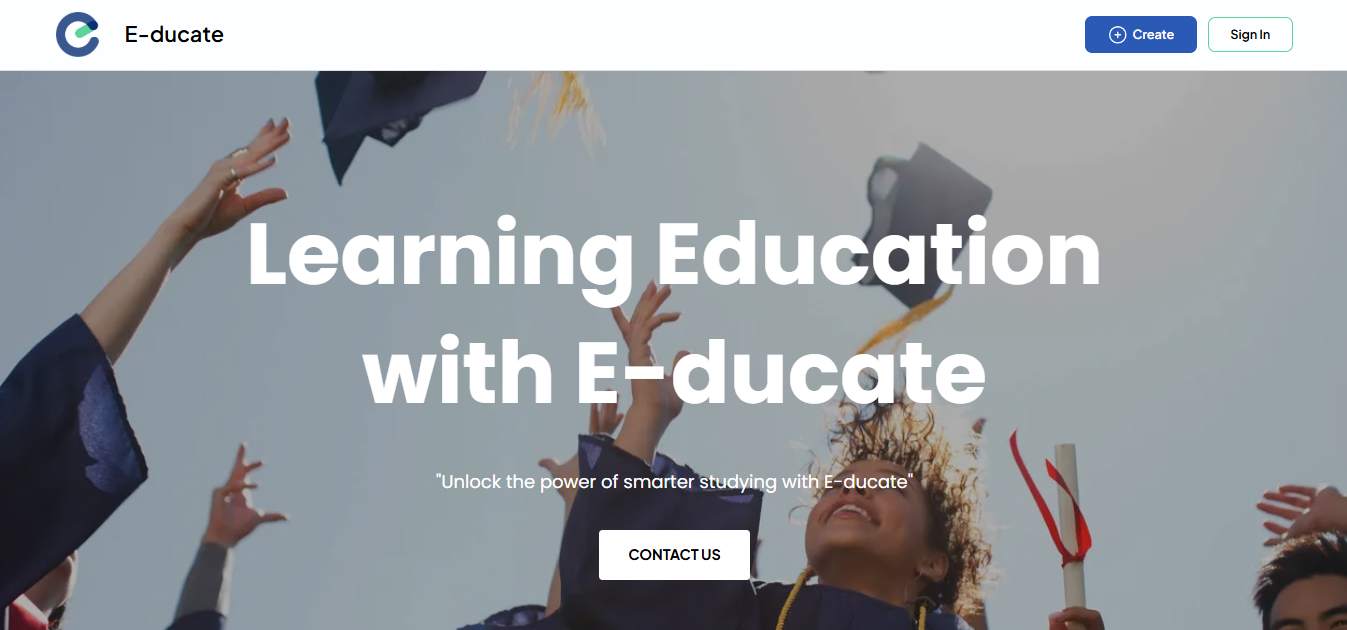 E-ducate
Create
Sign In
Learning Education
with E-ducate
"Unlock the power of smarter studying with E-ducate"
CONTACT US